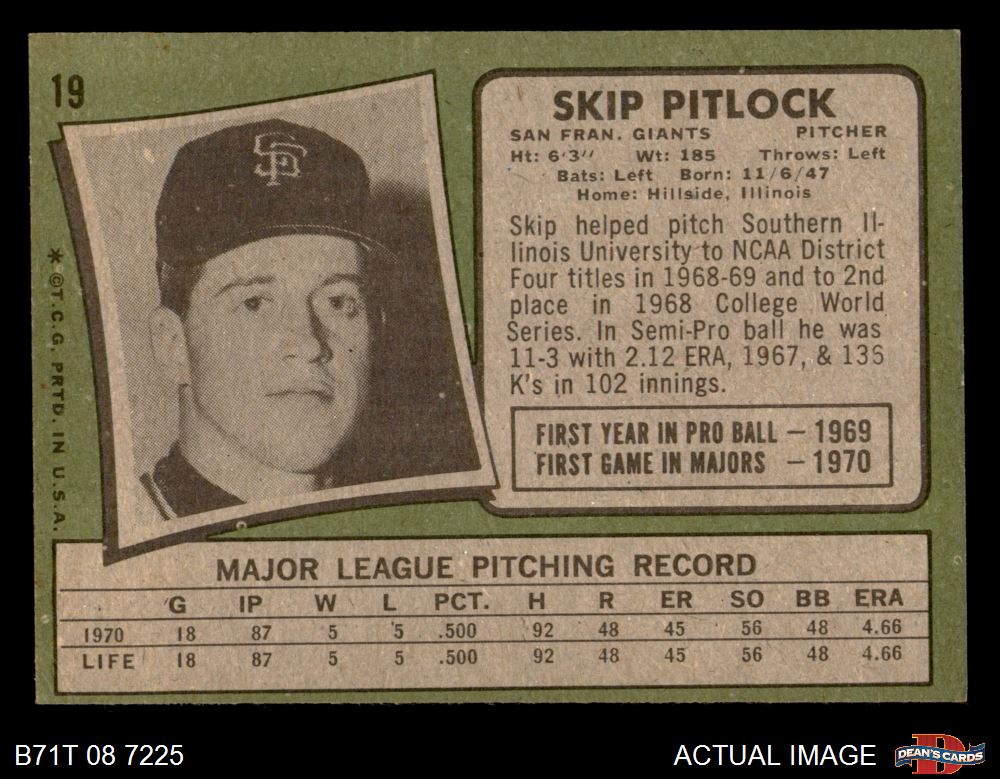 19
SKIP PITLOCK
SAN FRAN. GIANTS PITCHER
Ht: 6'3" Wt: 185 Throws: Left
Bats: Left Born: 11/6/47
Home: Hillside, Illinois
Skip helped pitch Southern Il-
linois University to NCAA District
Four titles in 1968-69 and to 2nd
place in 1968 College World
Series. In Semi-Pro ball he was
11-3 with 2.12 ERA, 1967, & 135
K's in 102 innings.
FIRST YEAR IN PRO BALL — 1969
FIRST GAME IN MAJORS — 1970
*©T.C.G. PRTD. IN U.S.A.
SF
MAJOR LEAGUE PITCHING RECORD
G IP W L PCT. H R ER SO BB ERA
1970 18 87 5 5 .500 92 48 45 56 48 4.66
LIFE 18 87 5 5 .500 92 48 45 56 48 4.66
B71T 08 7225
ACTUAL IMAGE
D
DEAN'S CARDS